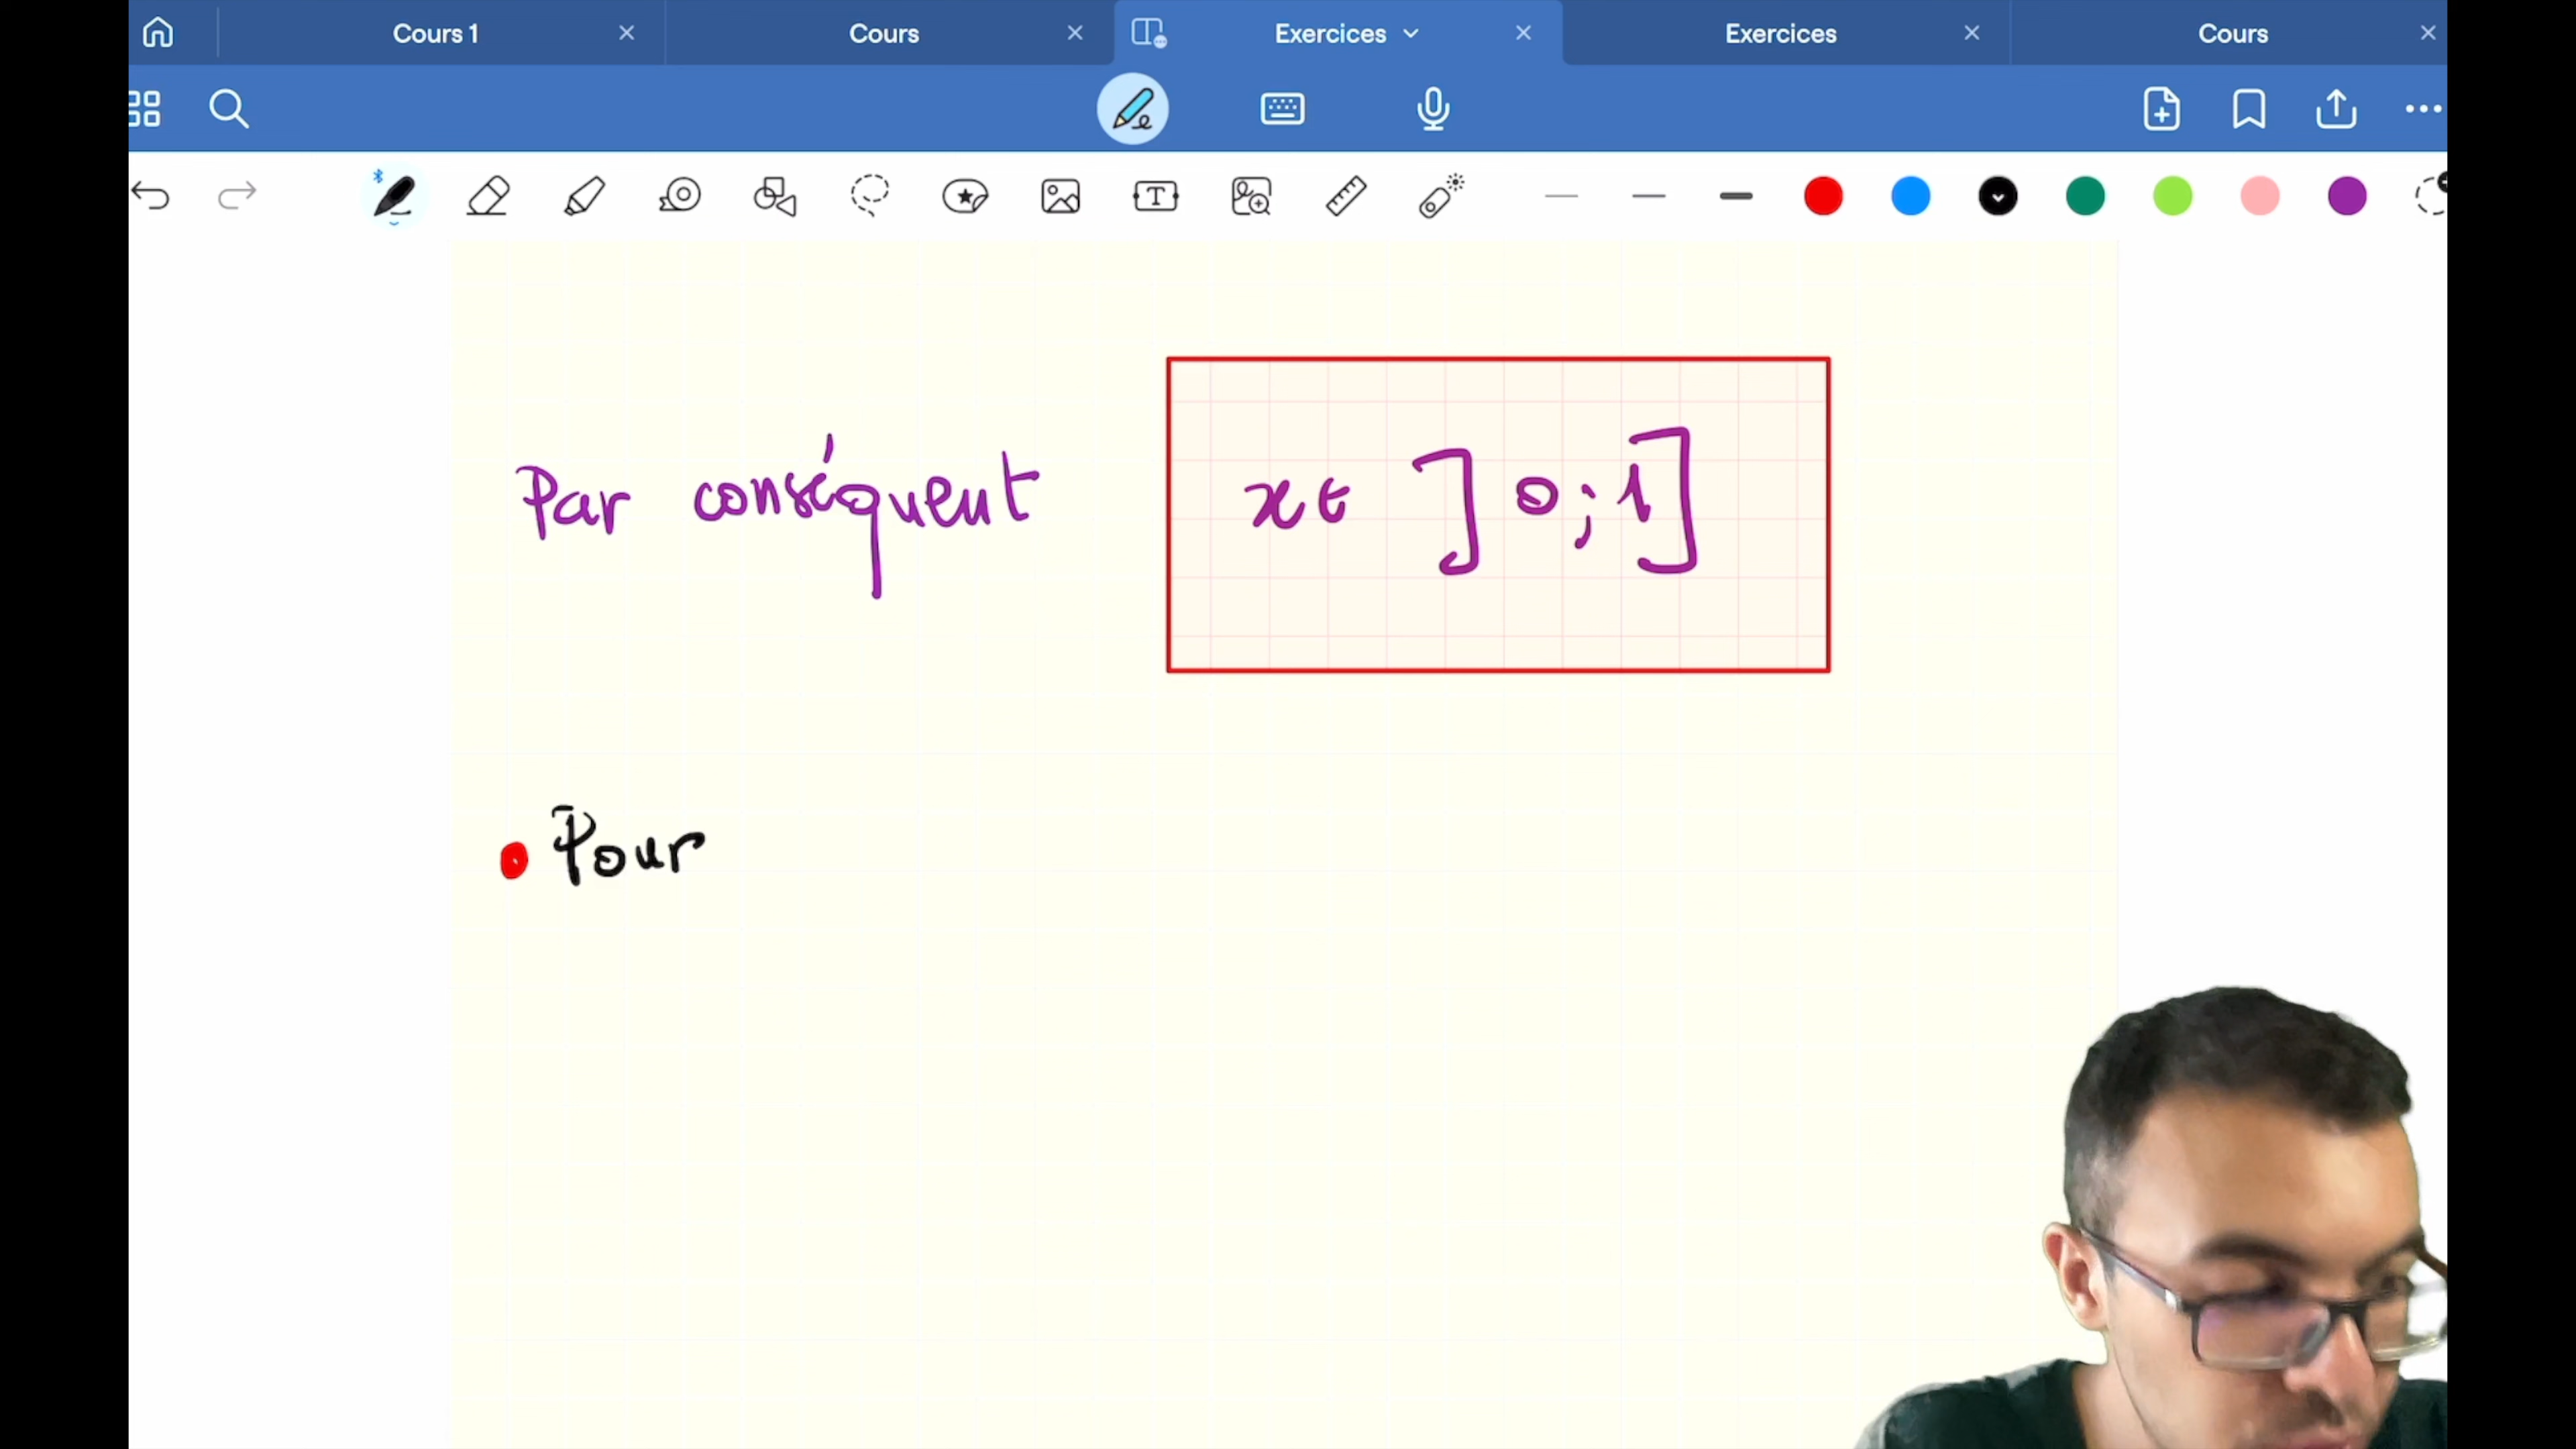 Cours 1 Cours Exercices Exercices Cours
Par conséquent x ∈ ] 0 ; 1 ]
• Pour